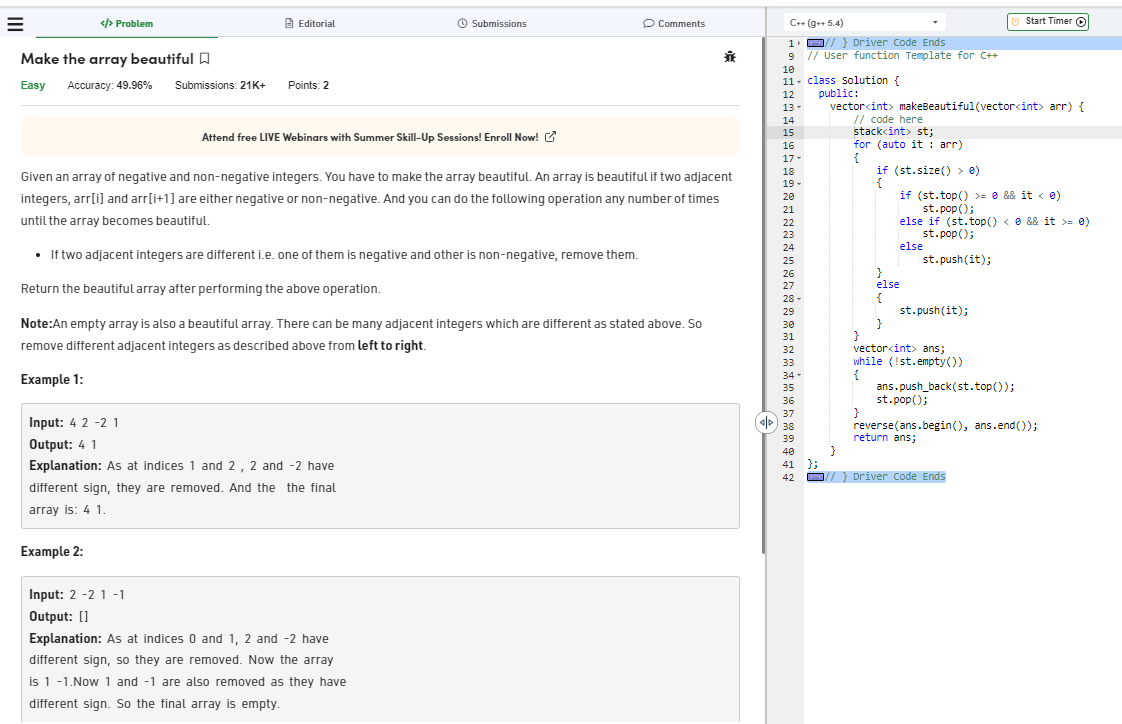 </> Problem
Editorial
Submissions
Comments
Make the array beautiful
Easy Accuracy: 49.96% Submissions: 21K+ Points: 2
Attend free LIVE Webinars with Summer Skill-Up Sessions! Enroll Now!
Given an array of negative and non-negative integers. You have to make the array beautiful. An array is beautiful if two adjacent
integers, arr[i] and arr[i+1] are either negative or non-negative. And you can do the following operation any number of times
until the array becomes beautiful.
• If two adjacent integers are different i.e. one of them is negative and other is non-negative, remove them.
Return the beautiful array after performing the above operation.
Note:An empty array is also a beautiful array. There can be many adjacent integers which are different as stated above. So
remove different adjacent integers as described above from left to right.
Example 1:
Input: 4 2 -2 1
Output: 4 1
Explanation: As at indices 1 and 2 , 2 and -2 have
different sign, they are removed. And the the final
array is: 4 1.
Example 2:
Input: 2 -2 1 -1
Output: []
Explanation: As at indices 0 and 1, 2 and -2 have
different sign, so they are removed. Now the array
is 1 -1.Now 1 and -1 are also removed as they have
different sign. So the final array is empty.
C++ (g++ 5.4)
Start Timer
1 // } Driver Code Ends
9 // User function Template for C++
10
11 class Solution {
12 public:
13 vector<int> makeBeautiful(vector<int> arr) {
14 // code here
15 stack<int> st;
16 for (auto it : arr)
17 {
18 if (st.size() > 0)
19 {
20 if (st.top() >= 0 && it < 0)
21 st.pop();
22 else if (st.top() < 0 && it >= 0)
23 st.pop();
24 else
25 st.push(it);
26 }
27 else
28 {
29 st.push(it);
30 }
31 }
32 vector<int> ans;
33 while (!st.empty())
34 {
35 ans.push_back(st.top());
36 st.pop();
37 }
38 reverse(ans.begin(), ans.end());
39 return ans;
40 }
41 };
42 // } Driver Code Ends